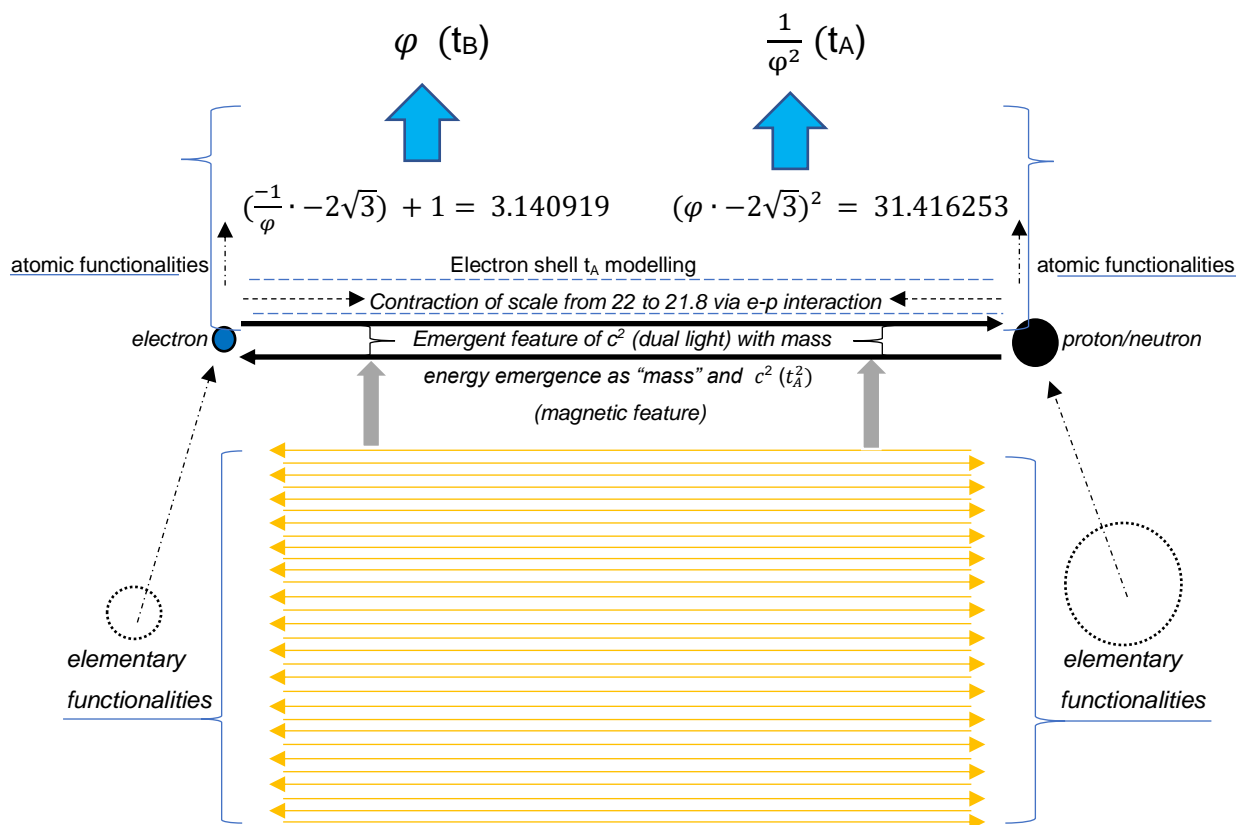 φ (tB) 1/φ² (tA)
(-1/φ · -2√3) + 1 = 3.140919 (φ · -2√3)² = 31.416253
atomic functionalities Electron shell tA modelling atomic functionalities
Contraction of scale from 22 to 21.8 via e-p interaction
electron Emergent feature of c² (dual light) with mass proton/neutron
energy emergence as “mass” and c² (tA²)
(magnetic feature)
elementary elementary
functionalities functionalities